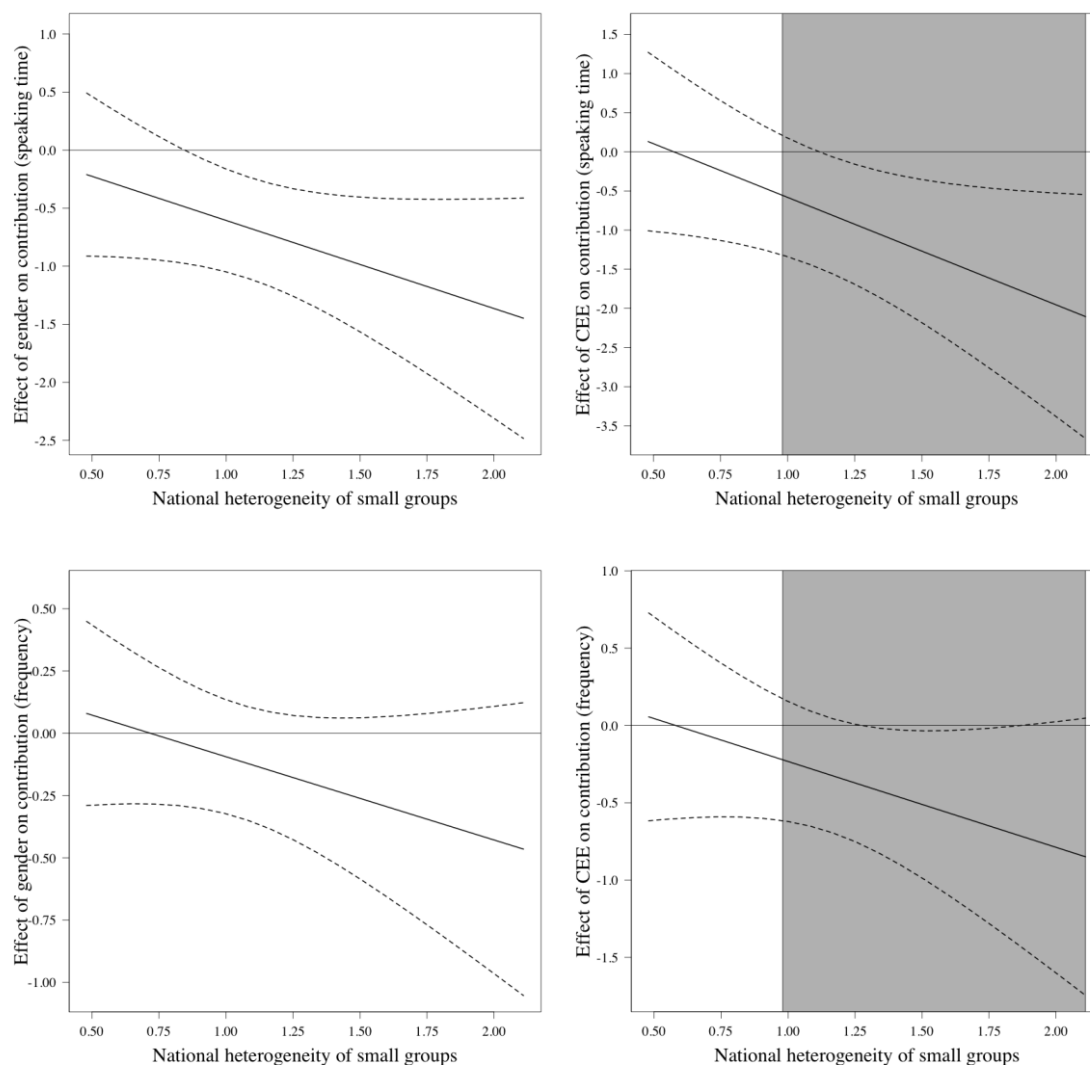 Effect of gender on contribution (speaking time)
1.0
0.5
0.0
-0.5
-1.0
-1.5
-2.0
-2.5
0.50 0.75 1.00 1.25 1.50 1.75 2.00
National heterogeneity of small groups
Effect of CEE on contribution (speaking time)
1.5
1.0
0.5
0.0
-0.5
-1.0
-1.5
-2.0
-2.5
-3.0
-3.5
0.50 0.75 1.00 1.25 1.50 1.75 2.00
National heterogeneity of small groups
Effect of gender on contribution (frequency)
0.50
0.25
0.00
-0.25
-0.50
-0.75
-1.00
0.50 0.75 1.00 1.25 1.50 1.75 2.00
National heterogeneity of small groups
Effect of CEE on contribution (frequency)
1.0
0.5
0.0
-0.5
-1.0
-1.5
0.50 0.75 1.00 1.25 1.50 1.75 2.00
National heterogeneity of small groups